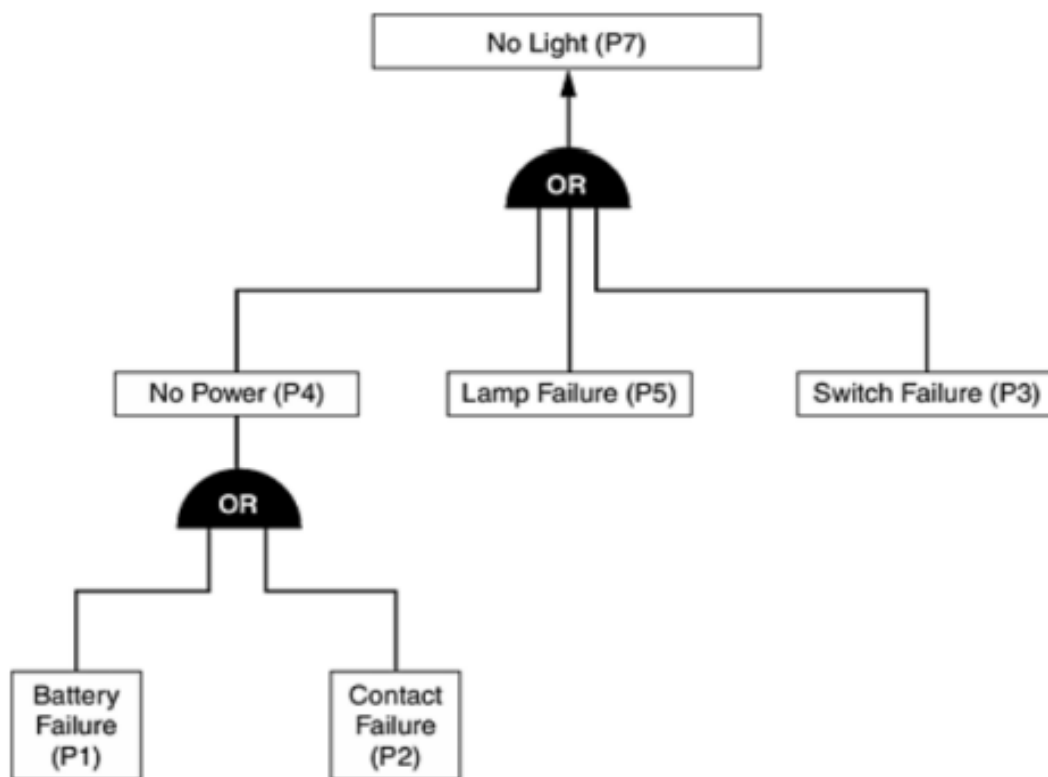 No Light (P7)
OR
No Power (P4)
Lamp Failure (P5)
Switch Failure (P3)
OR
Battery
Failure
(P1)
Contact
Failure
(P2)